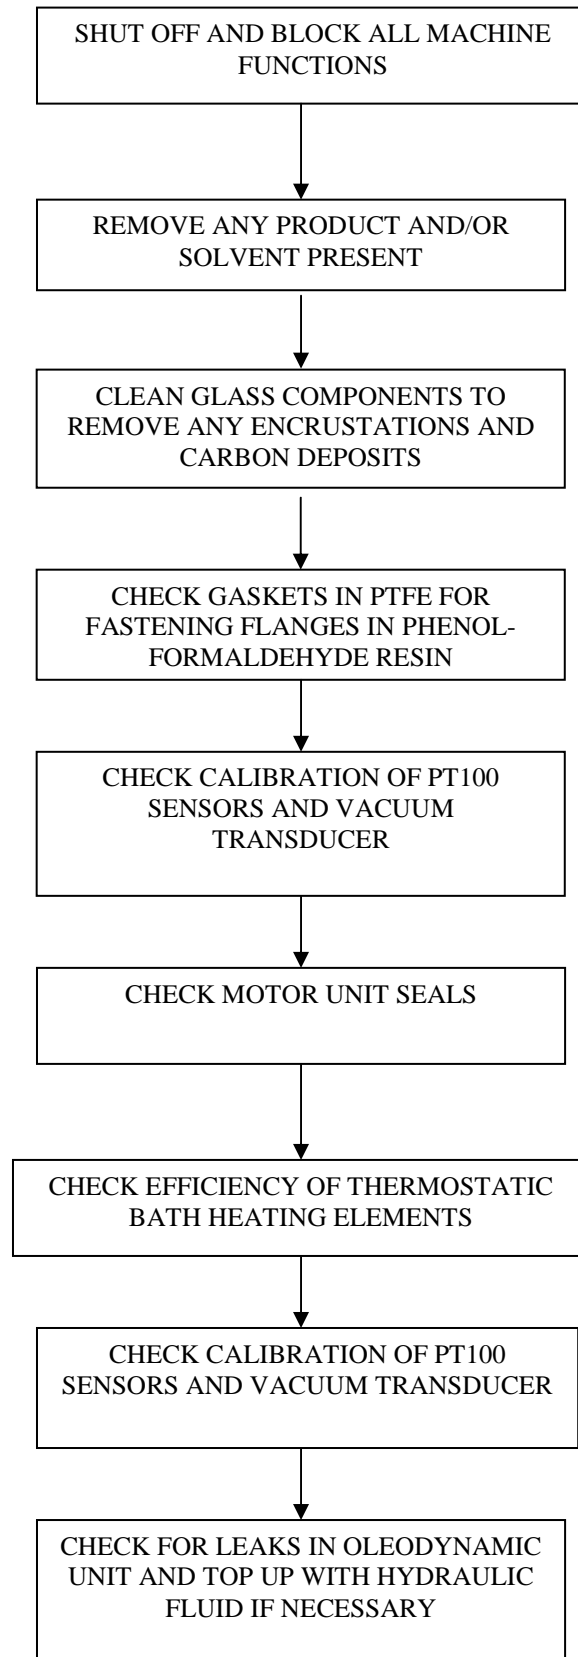 SHUT OFF AND BLOCK ALL MACHINE
FUNCTIONS
REMOVE ANY PRODUCT AND/OR
SOLVENT PRESENT
CLEAN GLASS COMPONENTS TO
REMOVE ANY ENCRUSTATIONS AND
CARBON DEPOSITS
CHECK GASKETS IN PTFE FOR
FASTENING FLANGES IN PHENOL-
FORMALDEHYDE RESIN
CHECK CALIBRATION OF PT100
SENSORS AND VACUUM
TRANSDUCER
CHECK MOTOR UNIT SEALS
CHECK EFFICIENCY OF THERMOSTATIC
BATH HEATING ELEMENTS
CHECK CALIBRATION OF PT100
SENSORS AND VACUUM TRANSDUCER
CHECK FOR LEAKS IN OLEODYNAMIC
UNIT AND TOP UP WITH HYDRAULIC
FLUID IF NECESSARY